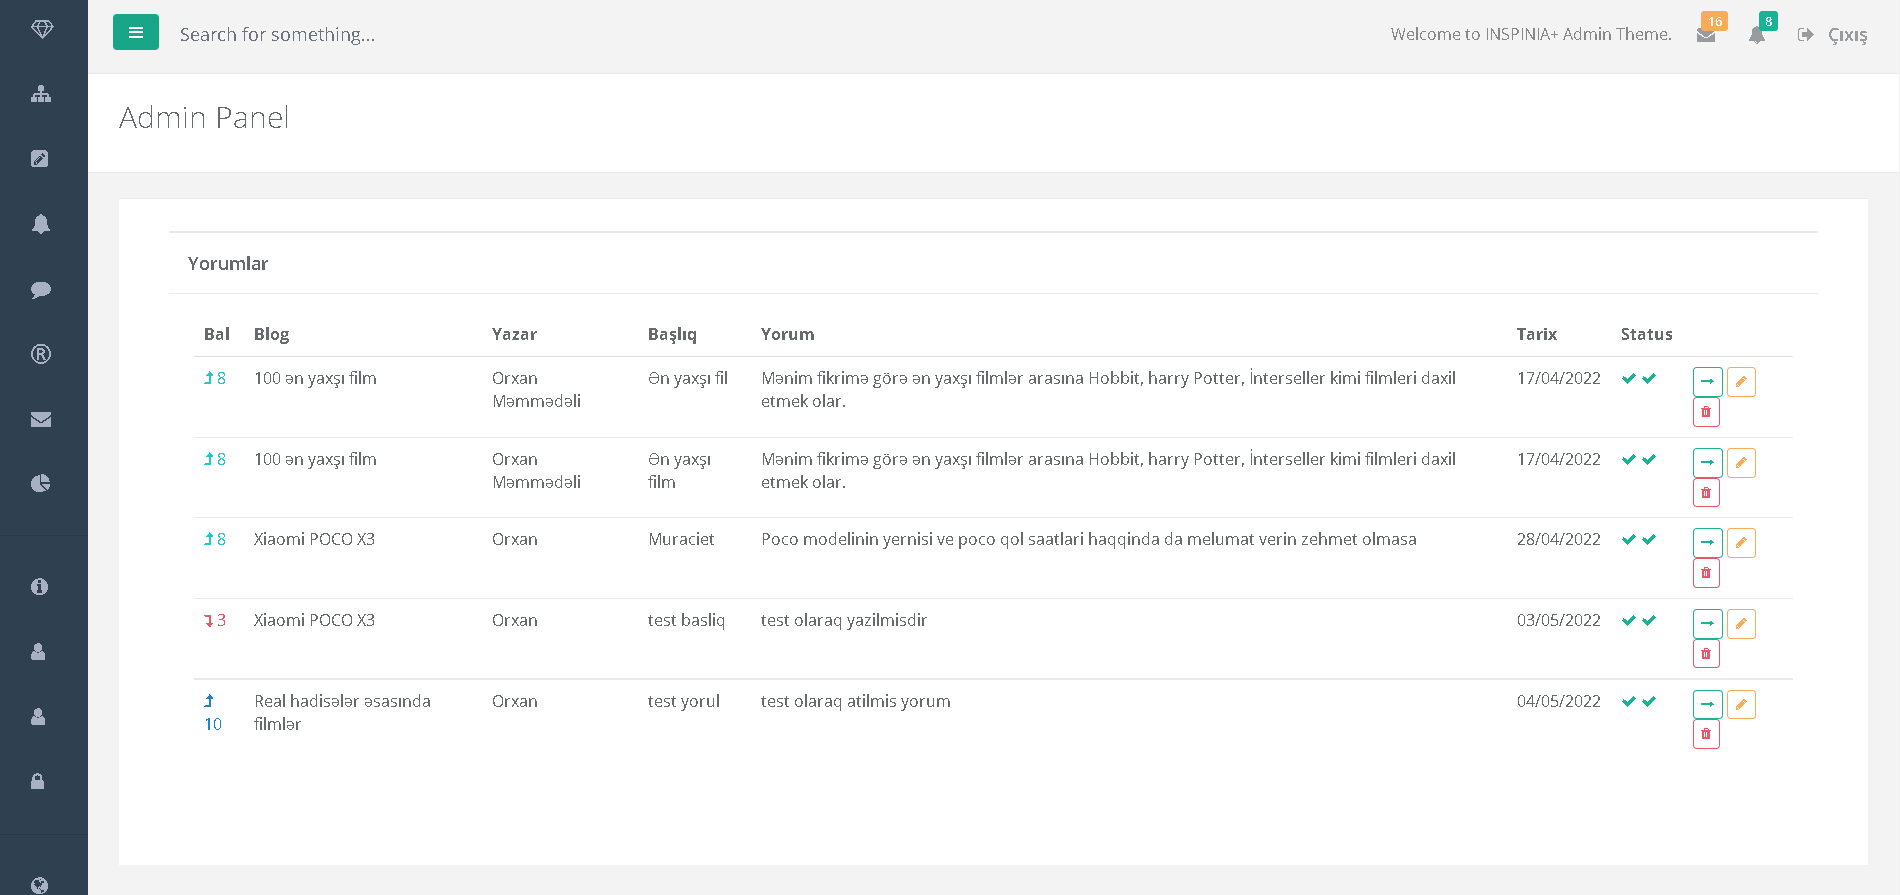 Search for something...
Welcome to INSPINIA+ Admin Theme.
16
8
Çıxış
Admin Panel
Yorumlar
Bal Blog Yazar Başlıq Yorum Tarix Status
8 100 ən yaxşı film Orxan Ən yaxşı fil Mənim fikrimə görə ən yaxşı filmlər arasına Hobbit, harry Potter, İnterseller kimi filmleri daxil 17/04/2022
Məmmədəli etmek olar.
8 100 ən yaxşı film Orxan Ən yaxşı Mənim fikrimə görə ən yaxşı filmlər arasına Hobbit, harry Potter, İnterseller kimi filmleri daxil 17/04/2022
Məmmədəli film etmek olar.
8 Xiaomi POCO X3 Orxan Muraciet Poco modelinin yernisi ve poco qol saatlari haqqinda da melumat verin zehmet olmasa 28/04/2022
3 Xiaomi POCO X3 Orxan test basliq test olaraq yazilmisdir 03/05/2022
Real hadisələr əsasında Orxan test yorul test olaraq atilmis yorum 04/05/2022
10 filmlər